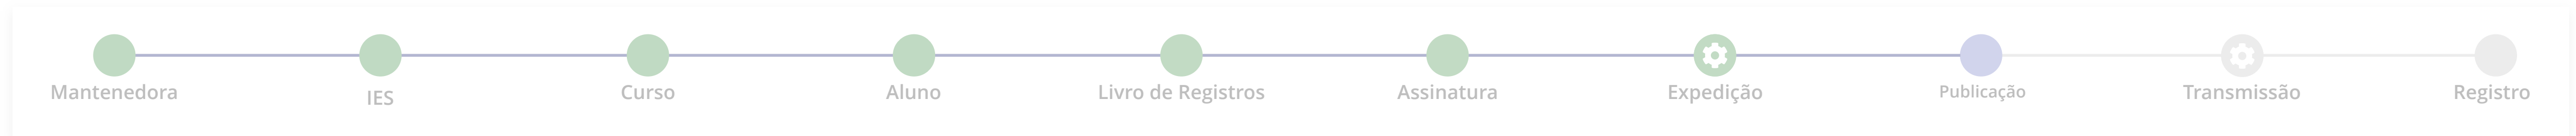 Mantenedora
IES
Curso
Aluno
Livro de Registros
Assinatura
Expedição
Publicação
Transmissão
Registro